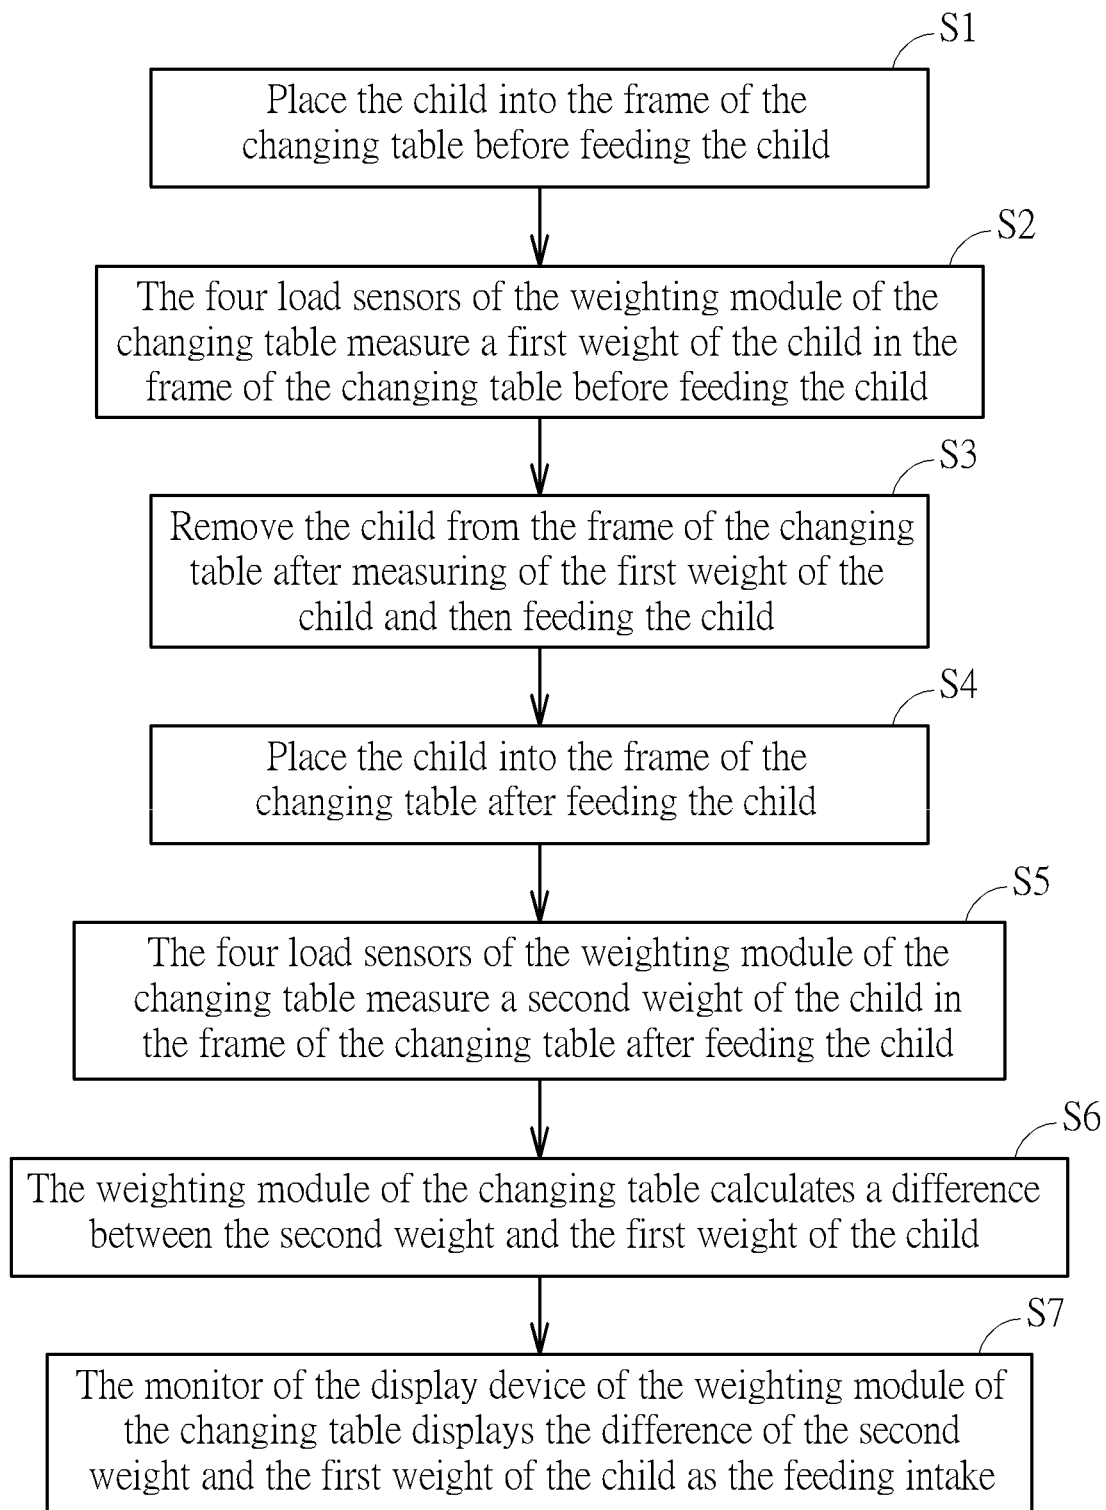 S1
Place the child into the frame of the
changing table before feeding the child
S2
The four load sensors of the weighting module of the
changing table measure a first weight of the child in the
frame of the changing table before feeding the child
S3
Remove the child from the frame of the changing
table after measuring of the first weight of the
child and then feeding the child
S4
Place the child into the frame of the
changing table after feeding the child
S5
The four load sensors of the weighting module of the
changing table measure a second weight of the child in
the frame of the changing table after feeding the child
S6
The weighting module of the changing table calculates a difference
between the second weight and the first weight of the child
S7
The monitor of the display device of the weighting module of
the changing table displays the difference of the second
weight and the first weight of the child as the feeding intake